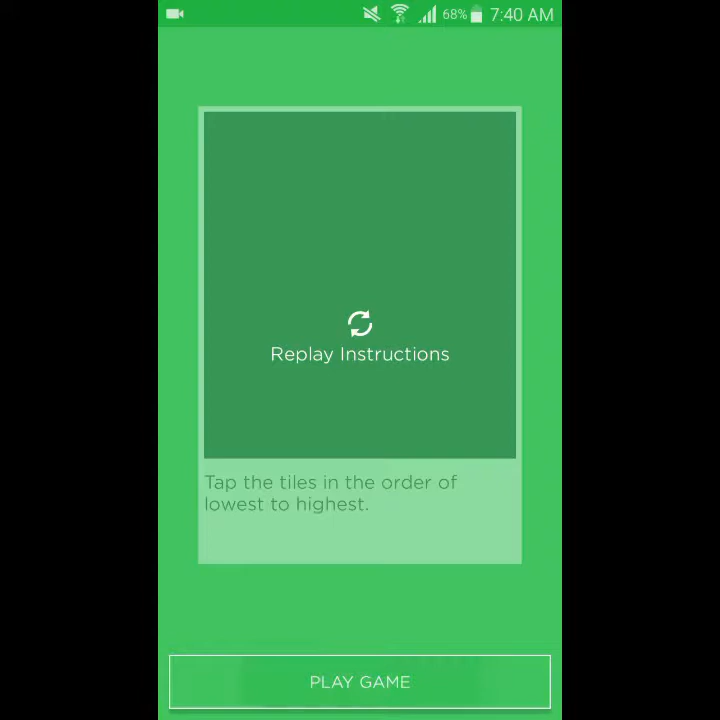 68% 7:40 AM
Replay Instructions
Tap the tiles in the order of
lowest to highest.
PLAY GAME